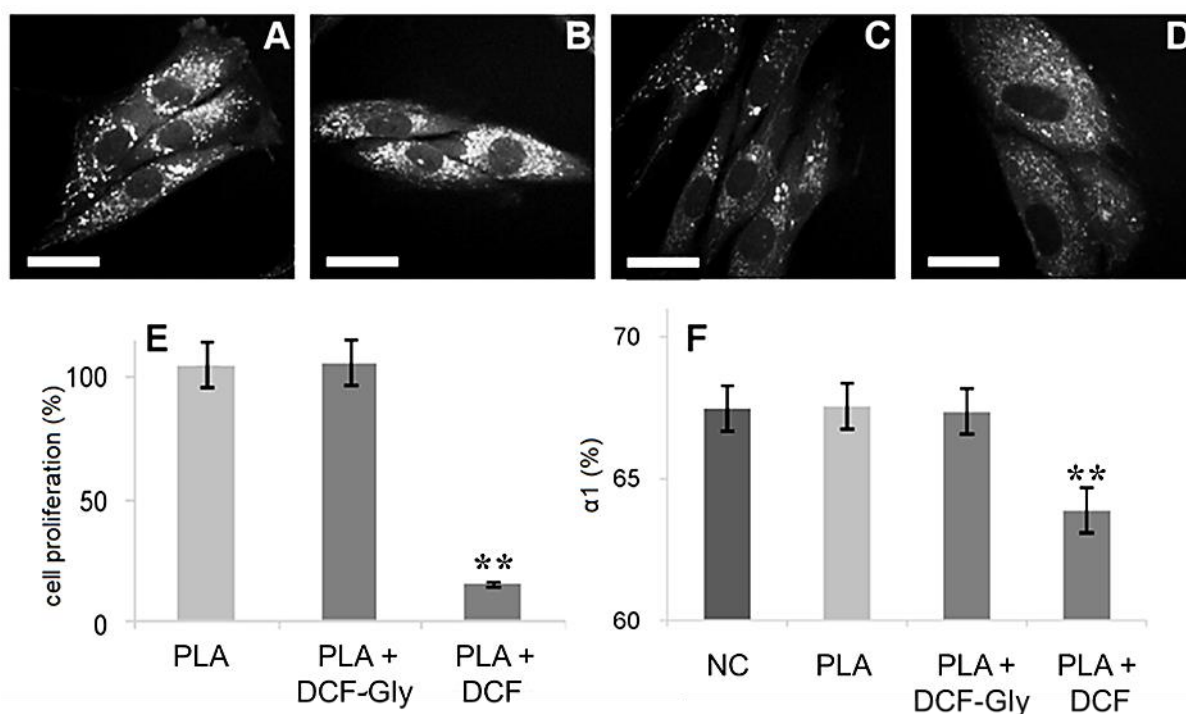 A
B
C
D
E
cell proliferation (%)
100
50
0
**
PLA
PLA +
DCF-Gly
PLA +
DCF
F
α1 (%)
70
65
60
**
NC
PLA
PLA +
DCF-Gly
PLA +
DCF